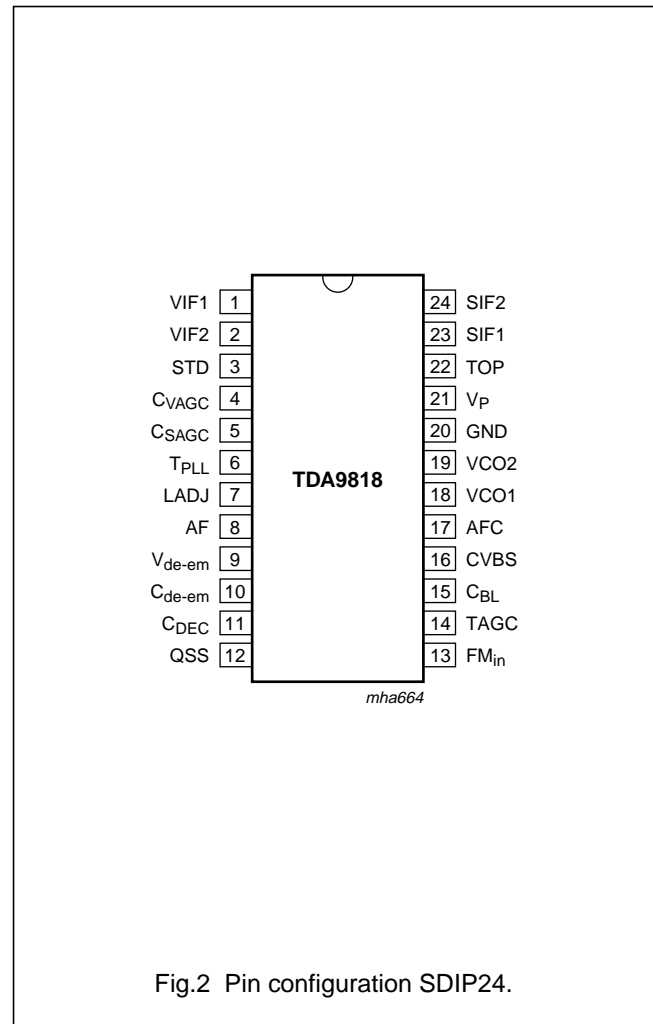 VIF1 1
VIF2 2
STD 3
CVAGC 4
CSAGC 5
TPLL 6
LADJ 7
AF 8
Vde-em 9
Cde-em 10
CDEC 11
QSS 12
TDA9818
24 SIF2
23 SIF1
22 TOP
21 VP
20 GND
19 VCO2
18 VCO1
17 AFC
16 CVBS
15 CBL
14 TAGC
13 FMin
mha664
Fig.2 Pin configuration SDIP24.